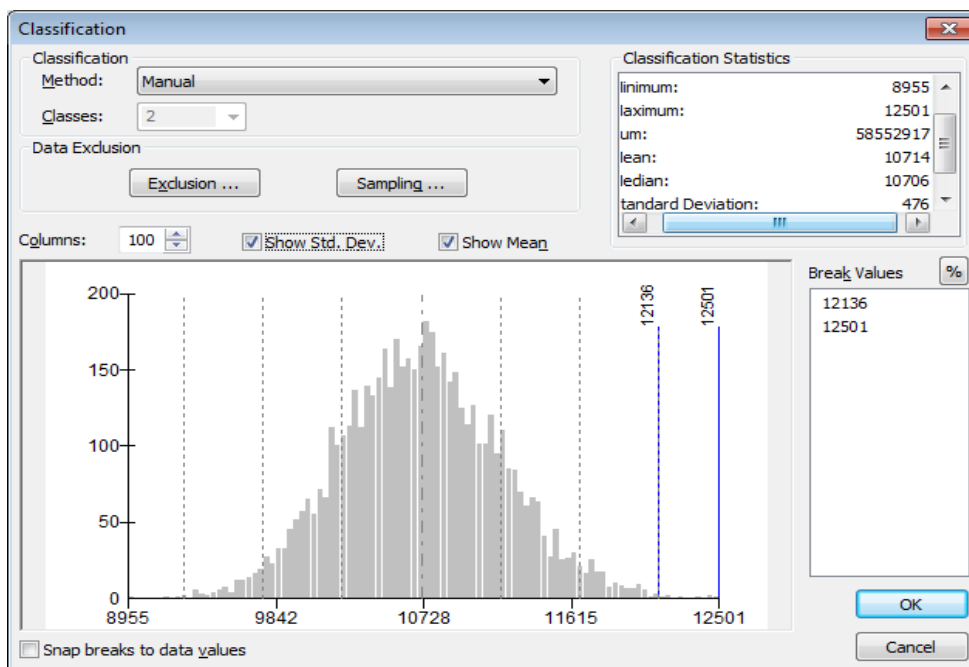 Classification
Classification
Method: Manual
Classes: 2
Data Exclusion
Exclusion ...
Sampling ...
Classification Statistics
linimum: 8955
laximum: 12501
um: 58552917
lean: 10714
ledian: 10706
tandard Deviation: 476
Columns: 100 Show Std. Dev. Show Mean
Break Values %
12136
12501
200
150
100
50
0
12136
12501
8955 9842 10728 11615 12501
Snap breaks to data values
OK
Cancel